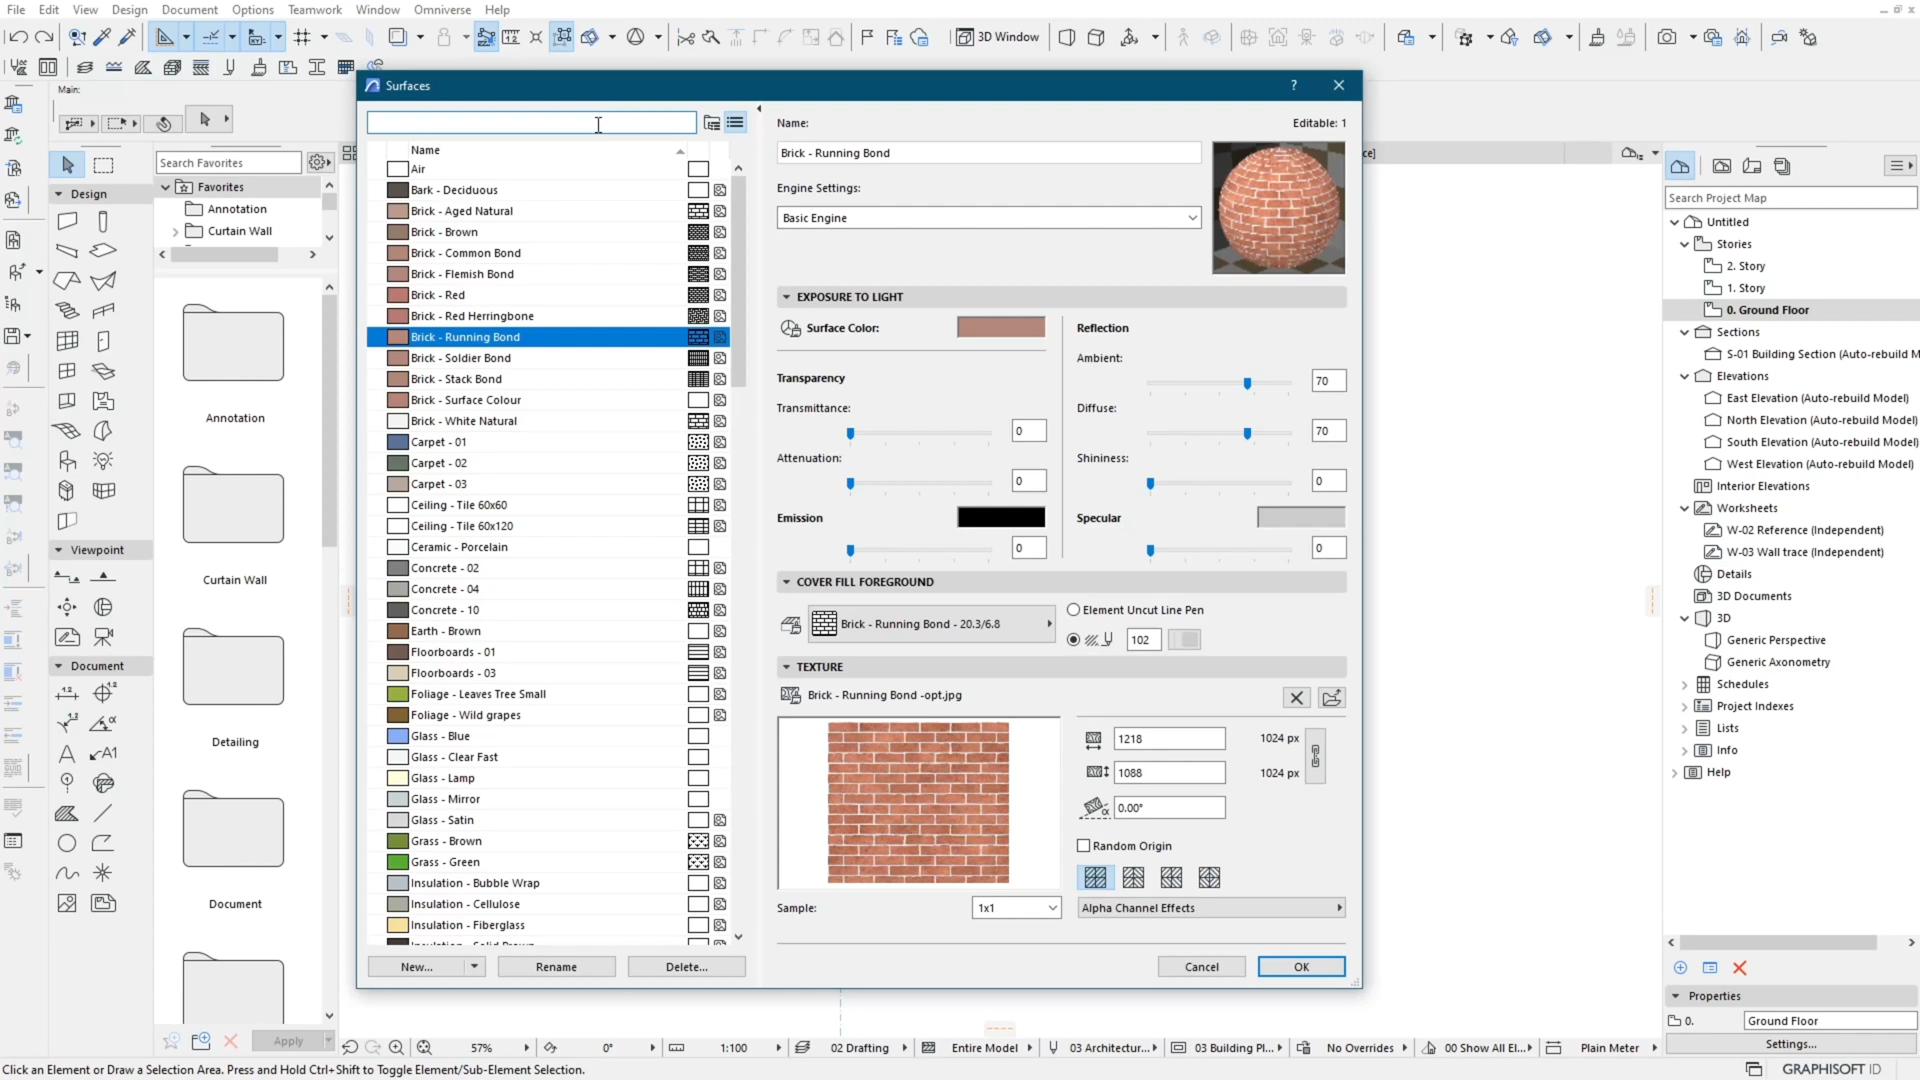 File Edit View Design Document Options Teamwork Window Omniverse Help
3D Window
Main:
Search Favorites
Favorites
Annotation
Curtain Wall
Design
Viewpoint
Document
Annotation
Curtain Wall
Detailing
Document
Apply
Surfaces
Name
Air
Bark - Deciduous
Brick - Aged Natural
Brick - Brown
Brick - Common Bond
Brick - Flemish Bond
Brick - Red
Brick - Red Herringbone
Brick - Running Bond
Brick - Soldier Bond
Brick - Stack Bond
Brick - Surface Colour
Brick - White Natural
Carpet - 01
Carpet - 02
Carpet - 03
Ceiling - Tile 60x60
Ceiling - Tile 60x120
Ceramic - Porcelain
Concrete - 02
Concrete - 04
Concrete - 10
Earth - Brown
Floorboards - 01
Floorboards - 03
Foliage - Leaves Tree Small
Foliage - Wild grapes
Glass - Blue
Glass - Clear Fast
Glass - Lamp
Glass - Mirror
Glass - Satin
Grass - Brown
Grass - Green
Insulation - Bubble Wrap
Insulation - Cellulose
Insulation - Fiberglass
New...
Rename
Delete...
Name:
Editable: 1
Brick - Running Bond
Engine Settings:
Basic Engine
EXPOSURE TO LIGHT
Surface Color:
Reflection
Ambient:
70
Transparency
Transmittance:
0
Diffuse:
70
Attenuation:
0
Shininess:
0
Emission
0
Specular
0
COVER FILL FOREGROUND
Brick - Running Bond - 20.3/6.8
Element Uncut Line Pen
102
TEXTURE
Brick - Running Bond -opt.jpg
1218
1024 px
1088
1024 px
0.00°
Random Origin
Sample:
1x1
Alpha Channel Effects
Cancel
OK
ce]
Search Project Map
Untitled
Stories
2. Story
1. Story
0. Ground Floor
Sections
S-01 Building Section (Auto-rebuild M
Elevations
East Elevation (Auto-rebuild Model)
North Elevation (Auto-rebuild Model)
South Elevation (Auto-rebuild Model)
West Elevation (Auto-rebuild Model)
Interior Elevations
Worksheets
W-02 Reference (Independent)
W-03 Wall trace (Independent)
Details
3D Documents
3D
Generic Perspective
Generic Axonometry
Schedules
Project Indexes
Lists
Info
Help
Properties
0.
Ground Floor
Settings...
57%
0°
1:100
02 Drafting
Entire Model
03 Architectur...
03 Building Pl...
No Overrides
00 Show All El...
Plain Meter
Click an Element or Draw a Selection Area. Press and Hold Ctrl+Shift to Toggle Element/Sub-Element Selection.
GRAPHISOFT ID